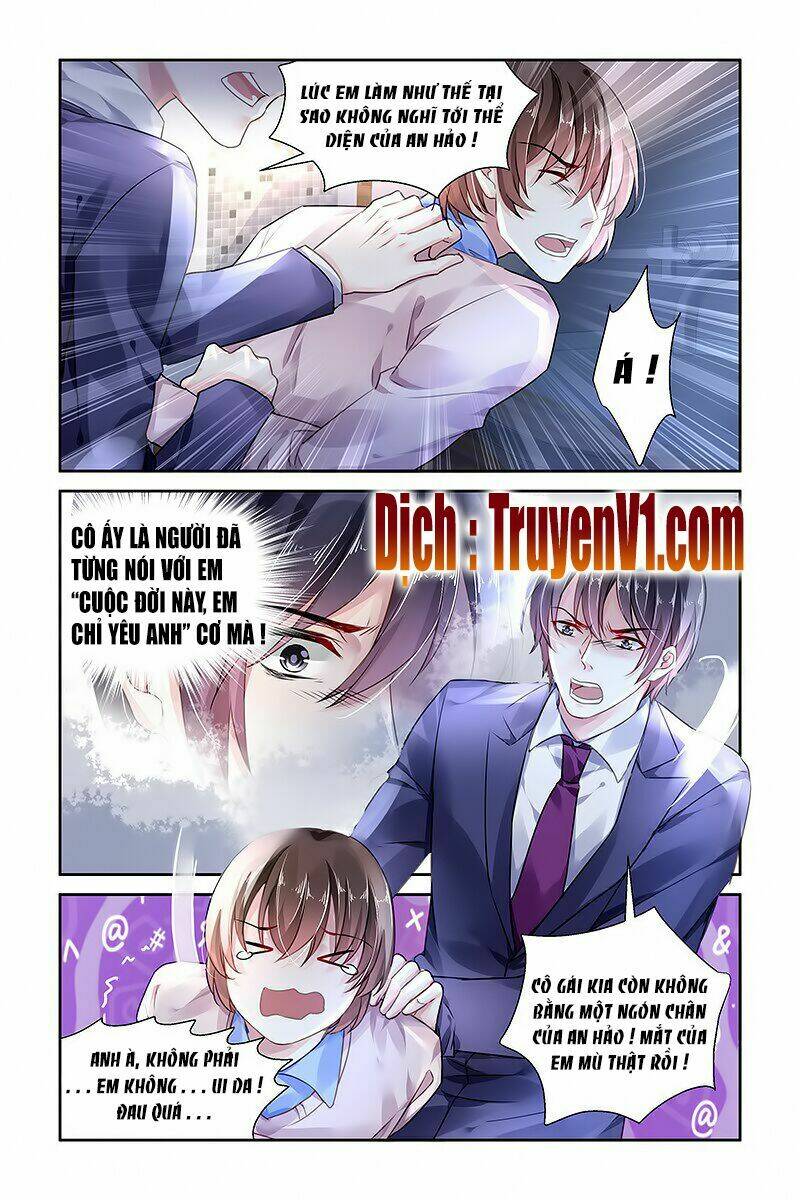 LÚC EM LÀM NHƯ THẾ TẠI
SAO KHÔNG NGHĨ TỚI THỂ
DIỆN CỦA AN HẢO !
Á !
Dịch : TruyenV1.com
CÔ ẤY LÀ NGƯỜI ĐÃ
TỪNG NÓI VỚI EM
“CUỘC ĐỜI NÀY, EM
CHỈ YÊU ANH” CƠ MÀ !
CÔ GÁI KIA CÒN KHÔNG
BẰNG MỘT NGÓN CHÂN
CỦA AN HẢO ! MẮT CỦA
EM MÙ THẬT RỒI !
ANH À, KHÔNG PHẢI
. . . EM KHÔNG . . . UI DA !
ĐAU QUÁ . . .